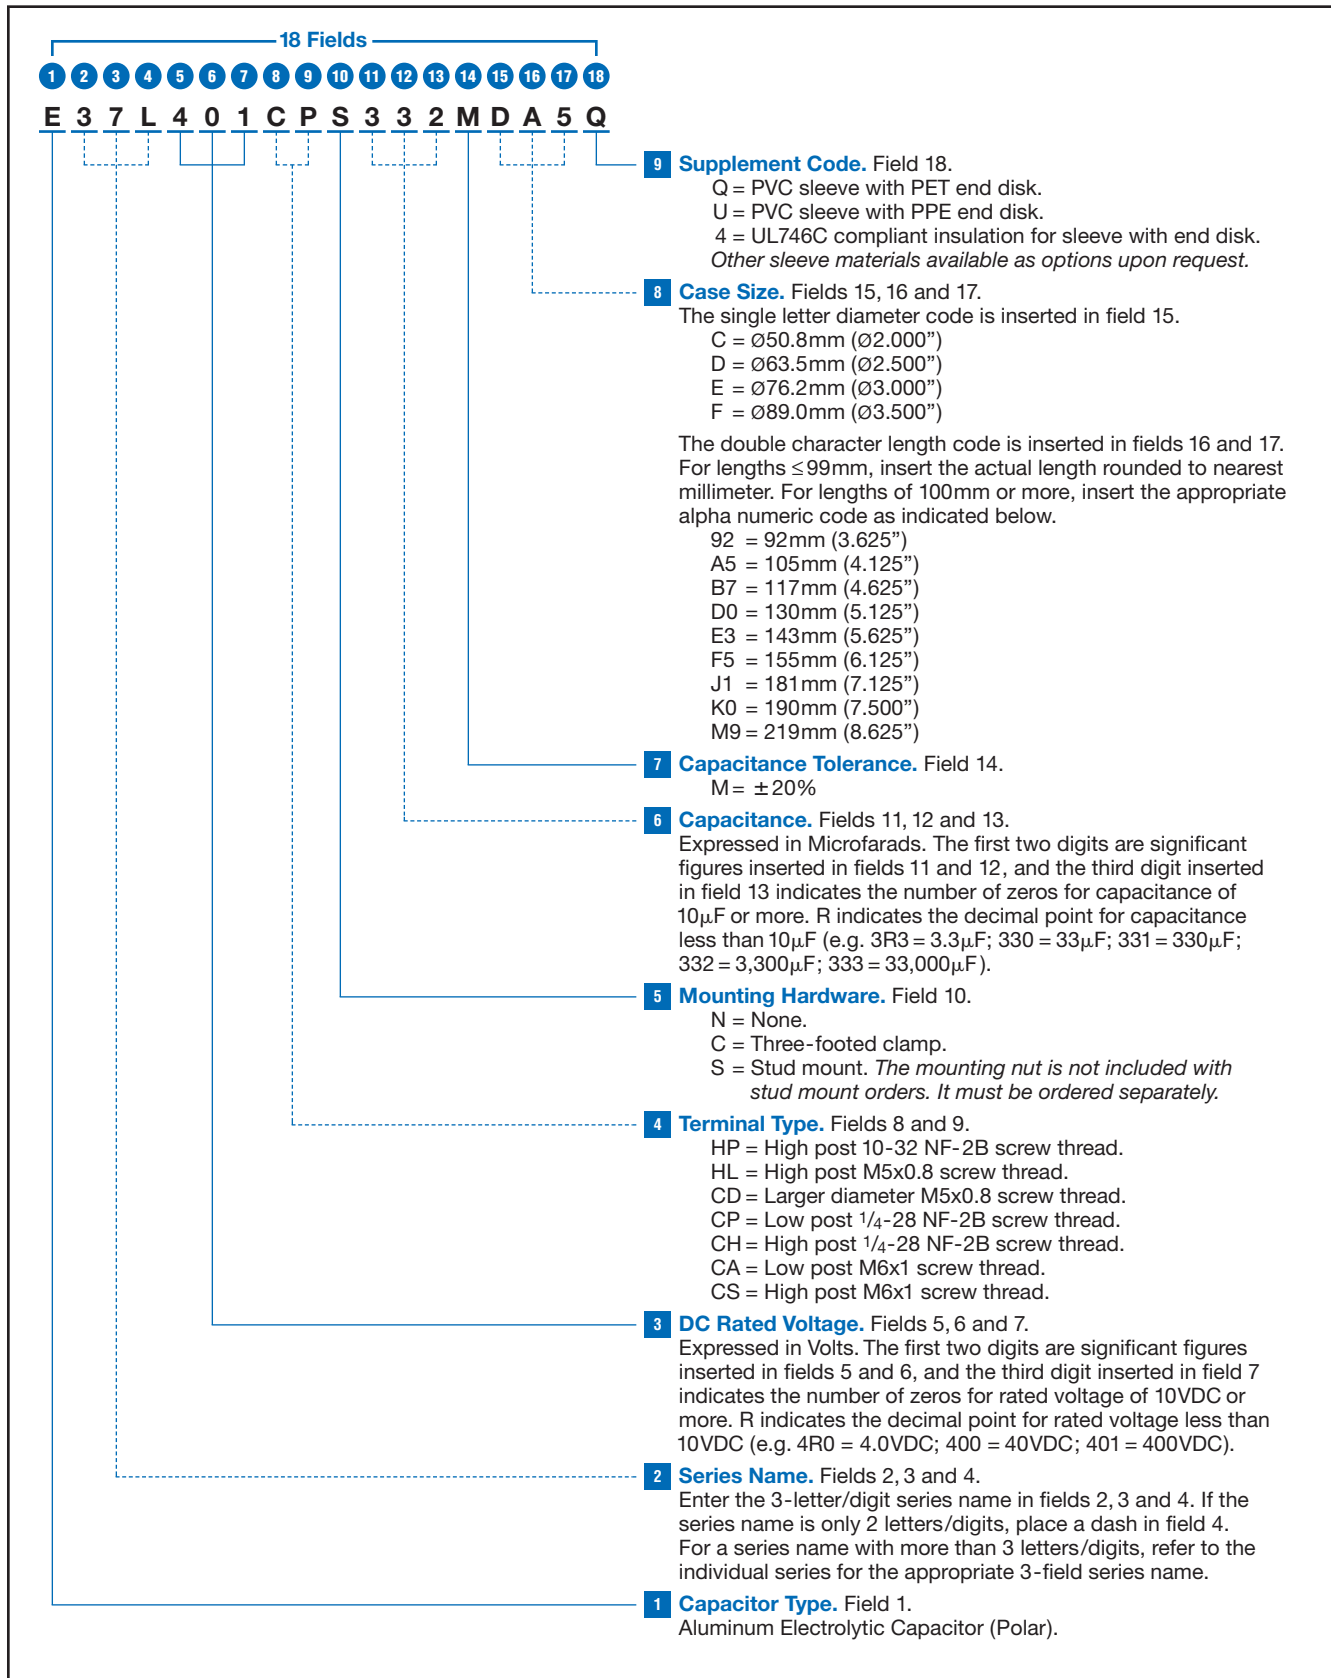 18 Fields
1 2 3 4 5 6 7 8 9 10 11 12 13 14 15 16 17 18
E 3 7 L 4 0 1 C P S 3 3 2 M D A 5 Q
9 Supplement Code. Field 18.
Q = PVC sleeve with PET end disk.
U = PVC sleeve with PPE end disk.
4 = UL746C compliant insulation for sleeve with end disk.
Other sleeve materials available as options upon request.
8 Case Size. Fields 15, 16 and 17.
The single letter diameter code is inserted in field 15.
C = Ø50.8mm (Ø2.000”)
D = Ø63.5mm (Ø2.500”)
E = Ø76.2mm (Ø3.000”)
F = Ø89.0mm (Ø3.500”)
The double character length code is inserted in fields 16 and 17.
For lengths ≤99mm, insert the actual length rounded to nearest
millimeter. For lengths of 100mm or more, insert the appropriate
alpha numeric code as indicated below.
92 = 92mm (3.625”)
A5 = 105mm (4.125”)
B7 = 117mm (4.625”)
D0 = 130mm (5.125”)
E3 = 143mm (5.625”)
F5 = 155mm (6.125”)
J1 = 181mm (7.125”)
K0 = 190mm (7.500”)
M9 = 219mm (8.625”)
7 Capacitance Tolerance. Field 14.
M = ±20%
6 Capacitance. Fields 11, 12 and 13.
Expressed in Microfarads. The first two digits are significant
figures inserted in fields 11 and 12, and the third digit inserted
in field 13 indicates the number of zeros for capacitance of
10µF or more. R indicates the decimal point for capacitance
less than 10µF (e.g. 3R3 = 3.3µF; 330 = 33µF; 331 = 330µF;
332 = 3,300µF; 333 = 33,000µF).
5 Mounting Hardware. Field 10.
N = None.
C = Three-footed clamp.
S = Stud mount. The mounting nut is not included with
stud mount orders. It must be ordered separately.
4 Terminal Type. Fields 8 and 9.
HP = High post 10-32 NF-2B screw thread.
HL = High post M5x0.8 screw thread.
CD = Larger diameter M5x0.8 screw thread.
CP = Low post 1/4-28 NF-2B screw thread.
CH = High post 1/4-28 NF-2B screw thread.
CA = Low post M6x1 screw thread.
CS = High post M6x1 screw thread.
3 DC Rated Voltage. Fields 5, 6 and 7.
Expressed in Volts. The first two digits are significant figures
inserted in fields 5 and 6, and the third digit inserted in field 7
indicates the number of zeros for rated voltage of 10VDC or
more. R indicates the decimal point for rated voltage less than
10VDC (e.g. 4R0 = 4.0VDC; 400 = 40VDC; 401 = 400VDC).
2 Series Name. Fields 2, 3 and 4.
Enter the 3-letter/digit series name in fields 2, 3 and 4. If the
series name is only 2 letters/digits, place a dash in field 4.
For a series name with more than 3 letters/digits, refer to the
individual series for the appropriate 3-field series name.
1 Capacitor Type. Field 1.
Aluminum Electrolytic Capacitor (Polar).